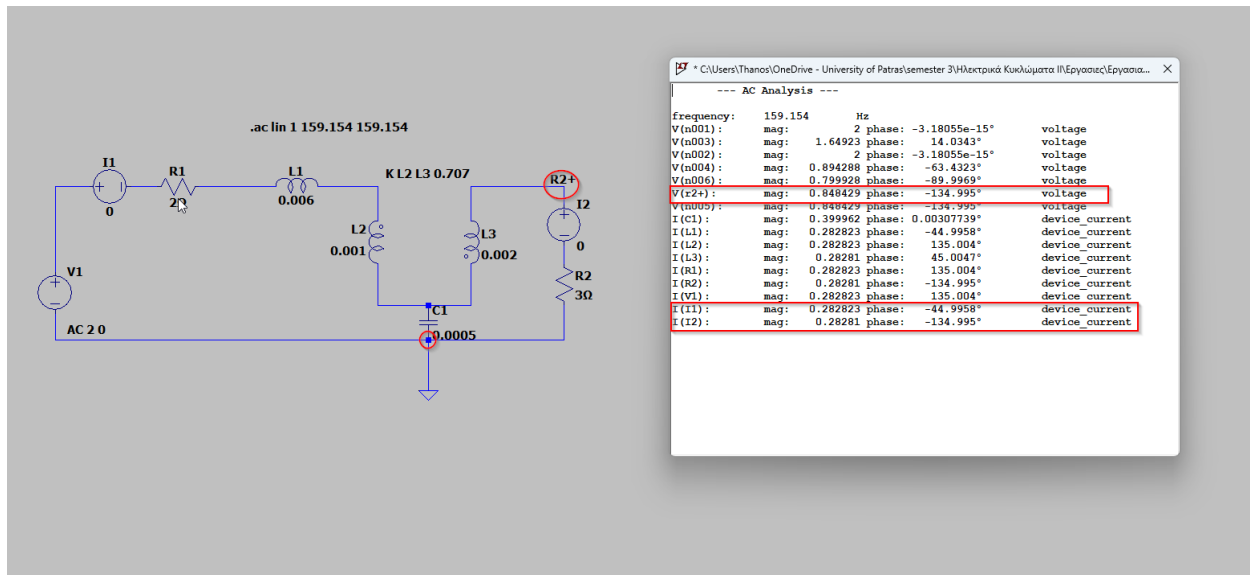 .ac lin 1 159.154 159.154
I1
0
R1
2Ω
L1
0.006
K L2 L3 0.707
R2+
I2
0
L2
0.001
L3
0.002
R2
3Ω
V1
AC 2 0
C1
0.0005
* C:\Users\Thanos\OneDrive - University of Patras\semester 3\Ηλεκτρικά Κυκλώματα II\Εργασιες\Εργασια...
--- AC Analysis ---
frequency: 159.154 Hz
V(n001): mag: 2 phase: -3.18055e-15° voltage
V(n003): mag: 1.64923 phase: 14.0343° voltage
V(n002): mag: 2 phase: -3.18055e-15° voltage
V(n004): mag: 0.894288 phase: -63.4323° voltage
V(n006): mag: 0.799928 phase: -89.9969° voltage
V(r2+): mag: 0.848429 phase: -134.995° voltage
V(n005): mag: 0.848429 phase: -134.995° voltage
I(C1): mag: 0.399962 phase: 0.00307739° device_current
I(L1): mag: 0.282823 phase: -44.9958° device_current
I(L2): mag: 0.282823 phase: 135.004° device_current
I(L3): mag: 0.28281 phase: 45.0047° device_current
I(R1): mag: 0.282823 phase: 135.004° device_current
I(R2): mag: 0.28281 phase: -134.995° device_current
I(V1): mag: 0.282823 phase: 135.004° device_current
I(I1): mag: 0.282823 phase: -44.9958° device_current
I(I2): mag: 0.28281 phase: -134.995° device_current